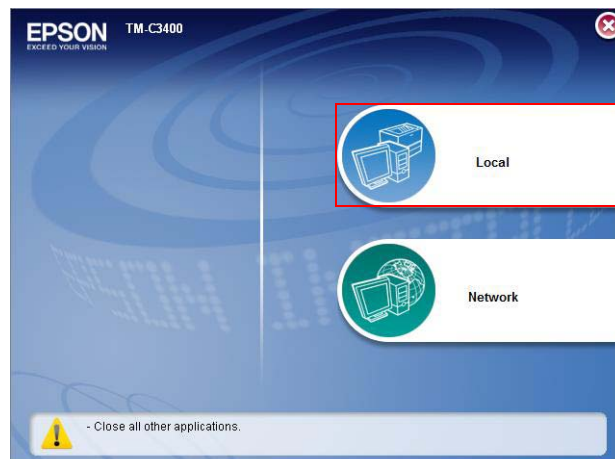 EPSON
EXCEED YOUR VISION
TM-C3400
Local
Network
- Close all other applications.